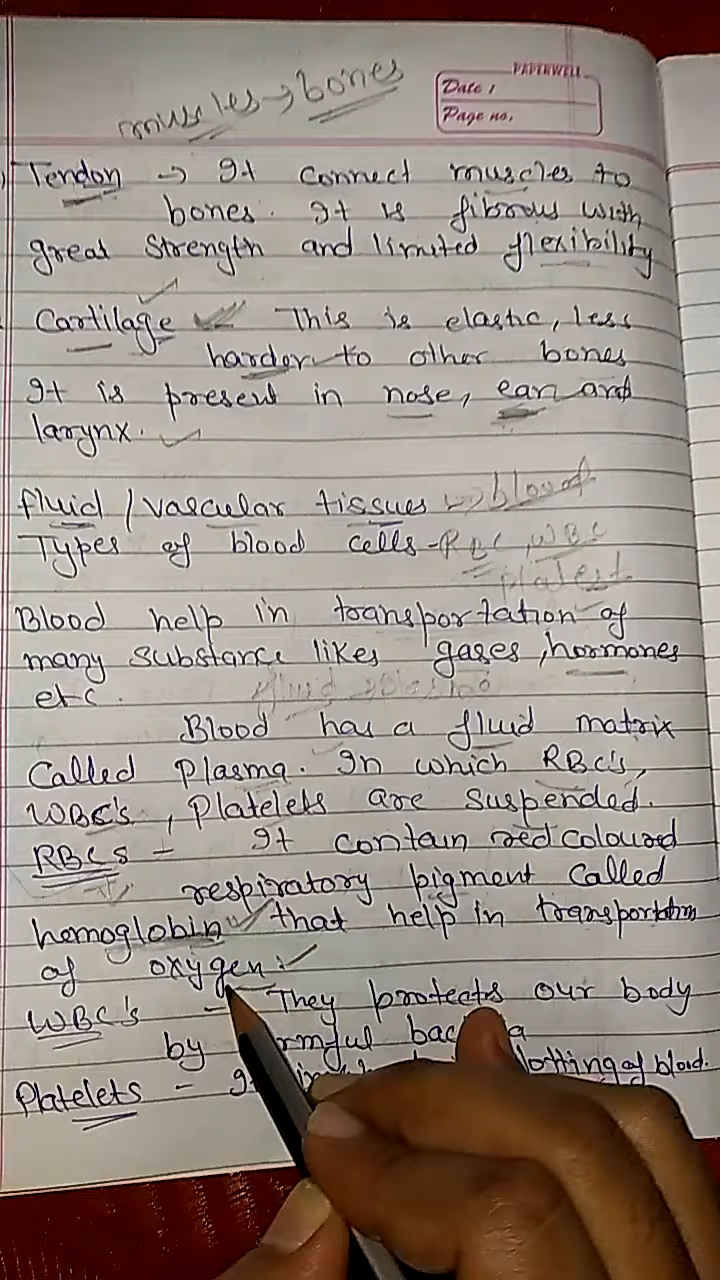 muscles → bones
PAPERWELL
Date :
Page no.
Tendon → It connect muscles to
bones. It is fibrous with
great strength and limited flexibility
Cartilage This is elastic, less
harder to other bones
It is present in nose, ear and
larynx.
fluid / vascular tissues → blood
Types of blood cells - RBC, WBC
Blood help in transportation of
many substance likes gases, hormones
etc.
Blood has a fluid matrix
Called plasma. In which RBC's,
WBC's, Platelets are suspended.
RBCs - It contain red coloured
respiratory pigment called
hemoglobin that help in transportation
of oxygen.
WBC's - They protects our body
by
Platelets - clotting of blood.